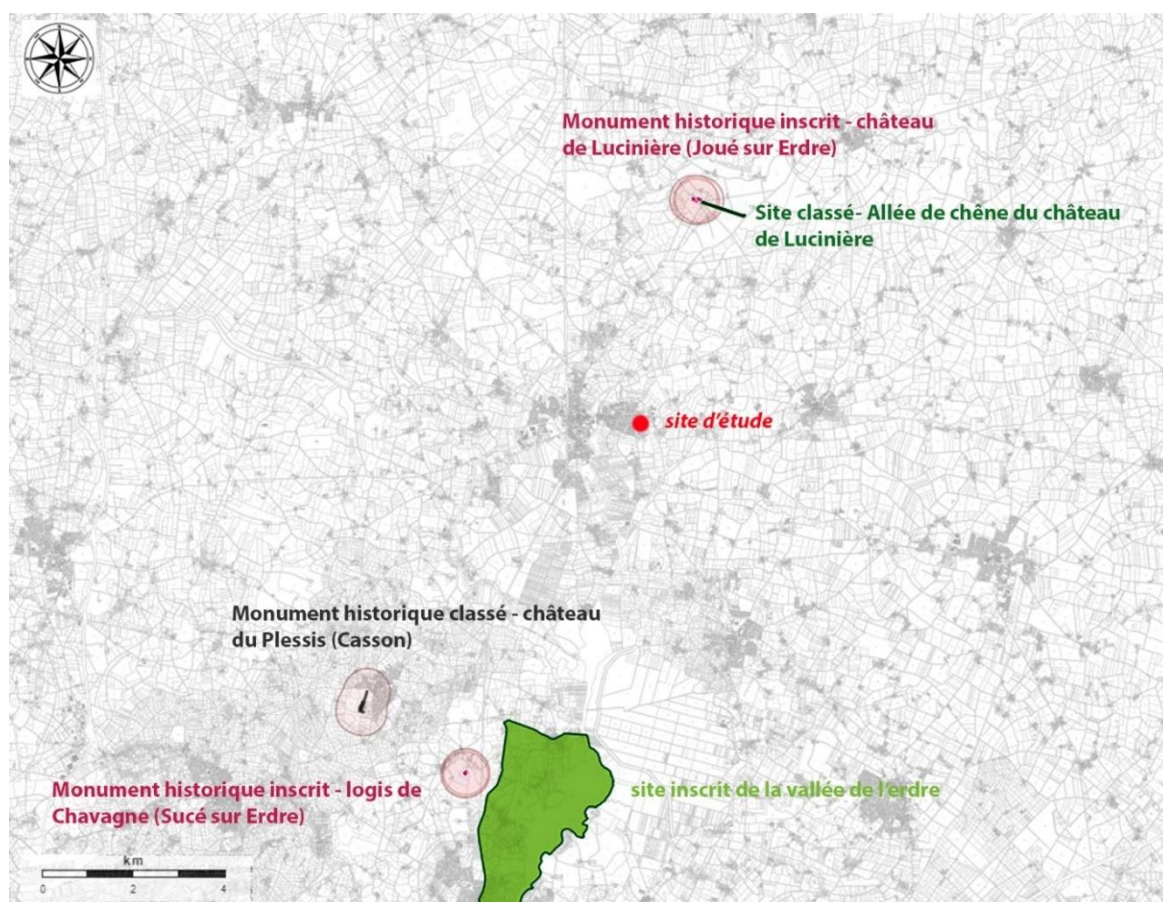 Monument historique inscrit - château
de Lucinière (Joué sur Erdre)
Site classé- Allée de chêne du château
de Lucinière
site d'étude
Monument historique classé - château
du Plessis (Casson)
Monument historique inscrit - logis de
Chavagne (Sucé sur Erdre)
site inscrit de la vallée de l'erdre
km
0 2 4